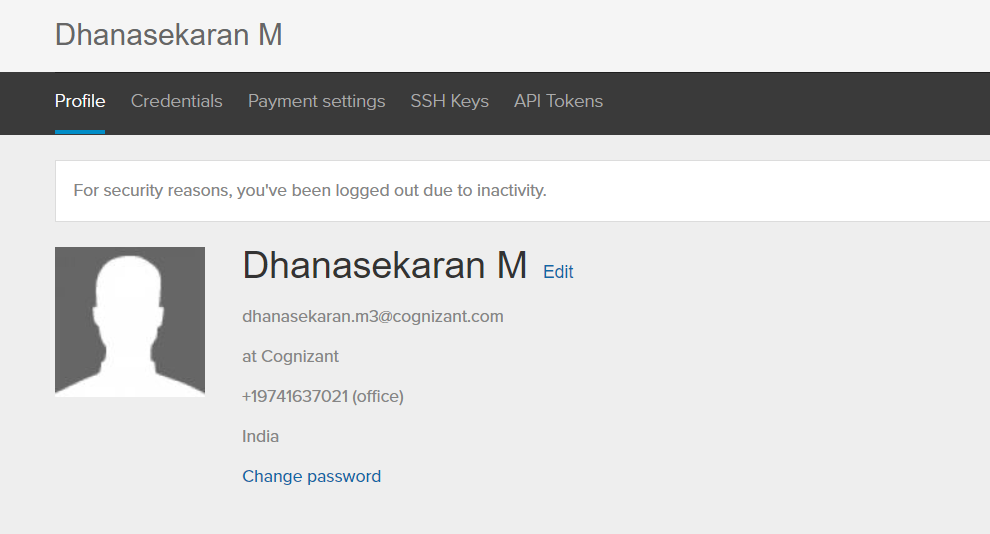 Dhanasekaran M
Profile Credentials Payment settings SSH Keys API Tokens
For security reasons, you've been logged out due to inactivity.
Dhanasekaran M Edit
dhanasekaran.m3@cognizant.com
at Cognizant
+19741637021 (office)
India
Change password